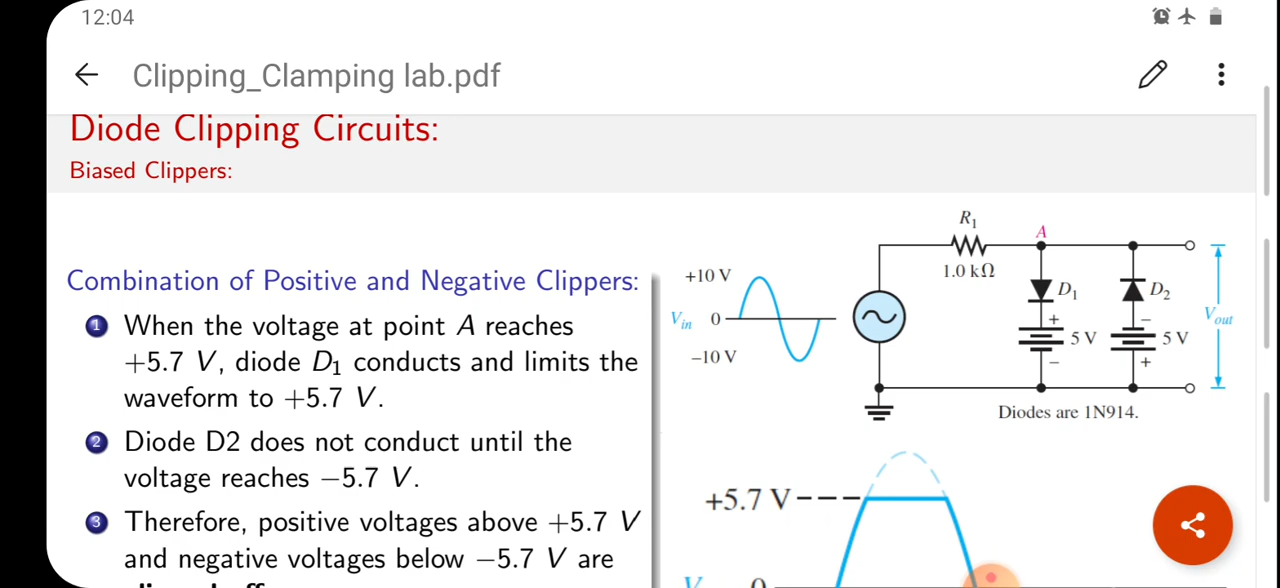 12:04
Clipping_Clamping lab.pdf
Diode Clipping Circuits:
Biased Clippers:
Combination of Positive and Negative Clippers:
1 When the voltage at point A reaches
+5.7 V, diode D1 conducts and limits the
waveform to +5.7 V.
2 Diode D2 does not conduct until the
voltage reaches −5.7 V.
3 Therefore, positive voltages above +5.7 V
and negative voltages below −5.7 V are
R1
A
1.0 kΩ
+10 V
Vin 0
−10 V
D1
D2
+
−
5 V
5 V
−
+
Vout
Diodes are 1N914.
+5.7 V
0